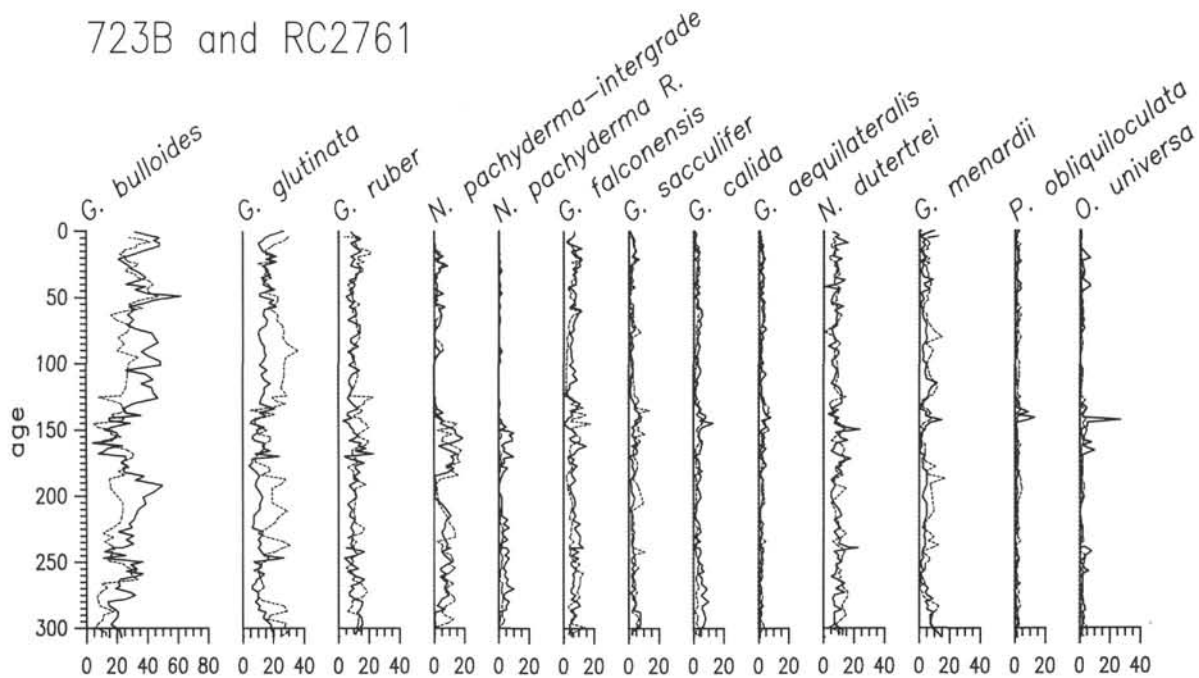 723B and RC2761
G. bulloides
G. glutinata
G. ruber
N. pachyderma-intergrade
N. pachyderma R.
G. falconensis
G. sacculifer
G. calida
G. aequilateralis
N. dutertrei
G. menardii
P. obliquiloculata
O. universa
age
0
50
100
150
200
250
300
0 20 40 60 80
0 20 40
0 20 40
0 20
0 20
0 20
0 20
0 20
0 20
0 20 40
0 20 40
0 20
0 20 40